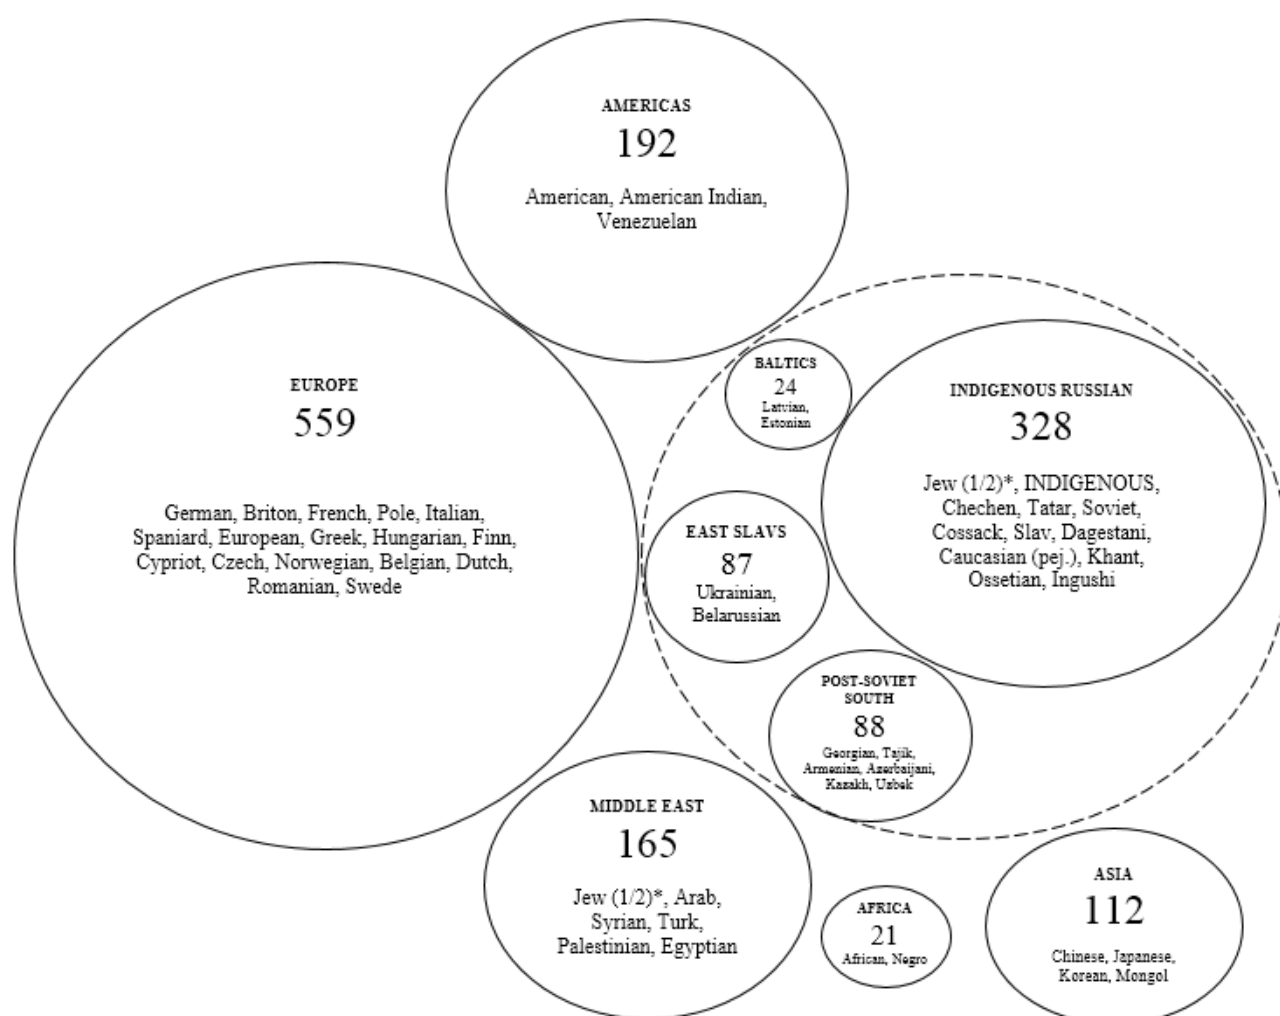 AMERICAS
192
American, American Indian,
Venezuelan
EUROPE
559
German, Briton, French, Pole, Italian,
Spaniard, European, Greek, Hungarian, Finn,
Cypriot, Czech, Norwegian, Belgian, Dutch,
Romanian, Swede
BALTICS
24
Latvian,
Estonian
INDIGENOUS RUSSIAN
328
Jew (1/2)*, INDIGENOUS,
Chechen, Tatar, Soviet,
Cossack, Slav, Dagestani,
Caucasian (pej.), Khant,
Ossetian, Ingushi
EAST SLAVS
87
Ukrainian,
Belarussian
POST-SOVIET
SOUTH
88
Georgian, Tajik,
Armenian, Azerbaijani,
Kazakh, Uzbek
MIDDLE EAST
165
Jew (1/2)*, Arab,
Syrian, Turk,
Palestinian, Egyptian
AFRICA
21
African, Negro
ASIA
112
Chinese, Japanese,
Korean, Mongol